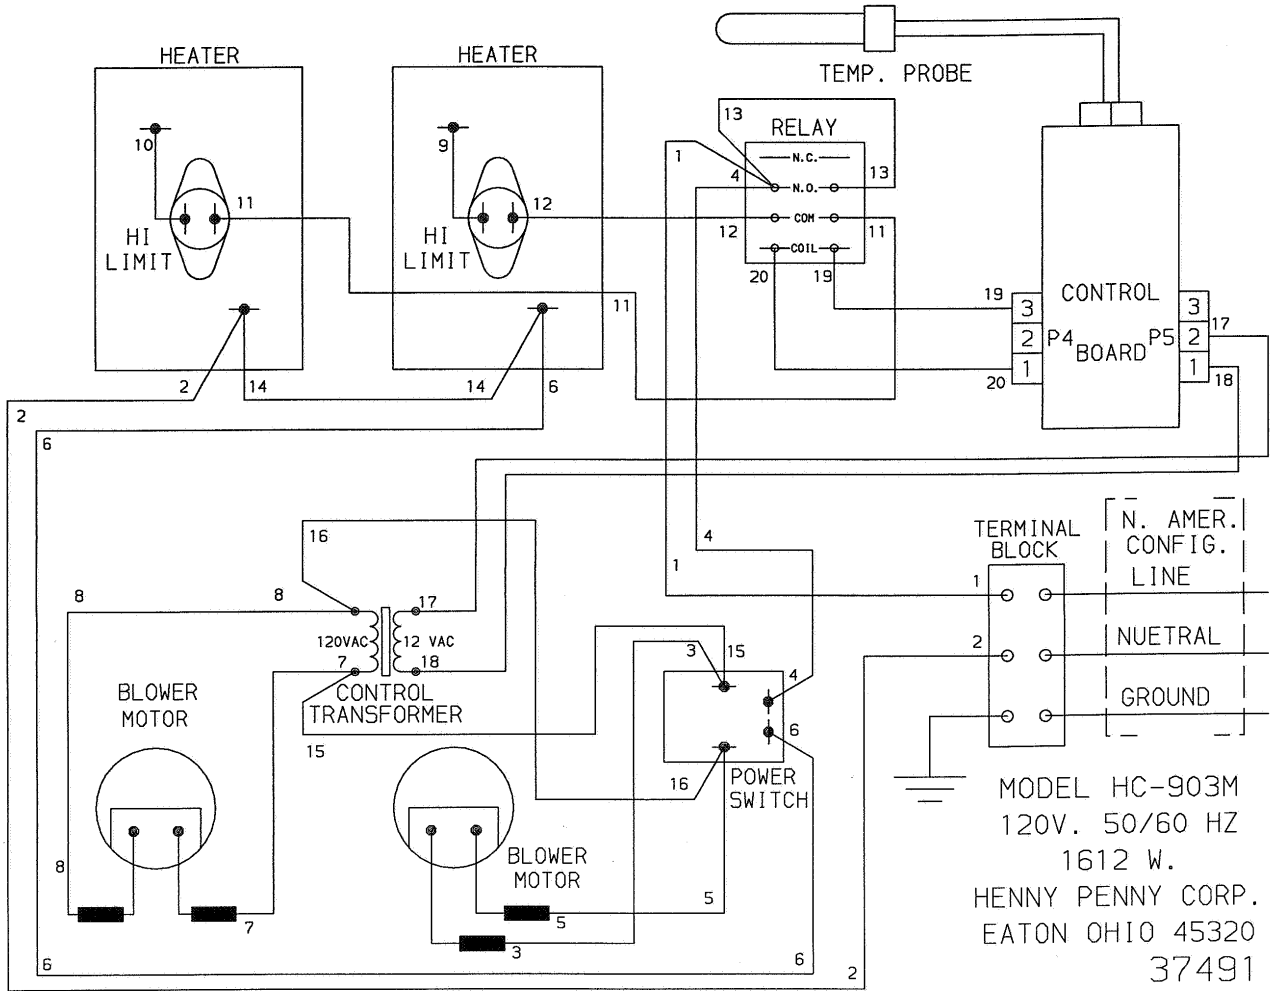 HEATER
HEATER
TEMP. PROBE
13
RELAY
10
9
1
N.C.
4
N.O.
13
11
12
COM
12
11
HI
LIMIT
HI
LIMIT
COIL
20
19
11
19
3
2
1
P4
CONTROL
BOARD
P5
3
2
1
17
20
18
2
14
14
6
2
6
16
4
1
TERMINAL
BLOCK
N. AMER.
CONFIG.
1
LINE
8
8
17
120VAC
12 VAC
7
18
3
15
2
NUETRAL
4
BLOWER
MOTOR
CONTROL
TRANSFORMER
GROUND
15
6
16
POWER
SWITCH
MODEL HC-903M
120V. 50/60 HZ
1612 W.
HENNY PENNY CORP.
EATON OHIO 45320
37491
8
BLOWER
MOTOR
5
7
5
3
6
6
2